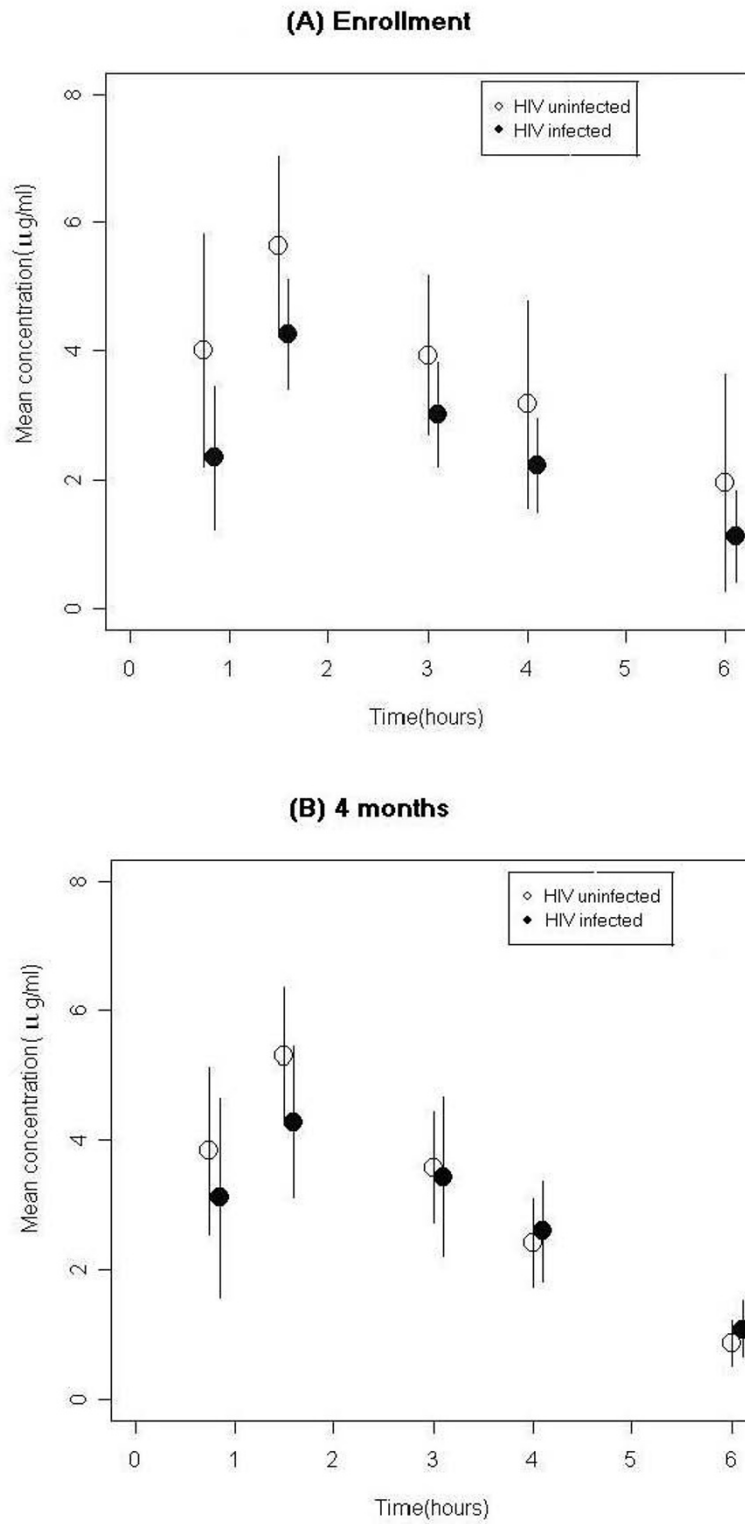 (A) Enrollment
8
6
4
2
0
Mean concentration( µg/ml)
HIV uninfected
HIV infected
0 1 2 3 4 5 6
Time(hours)
(B) 4 months
8
6
4
2
0
Mean concentration( µg/ml)
HIV uninfected
HIV infected
0 1 2 3 4 5 6
Time(hours)